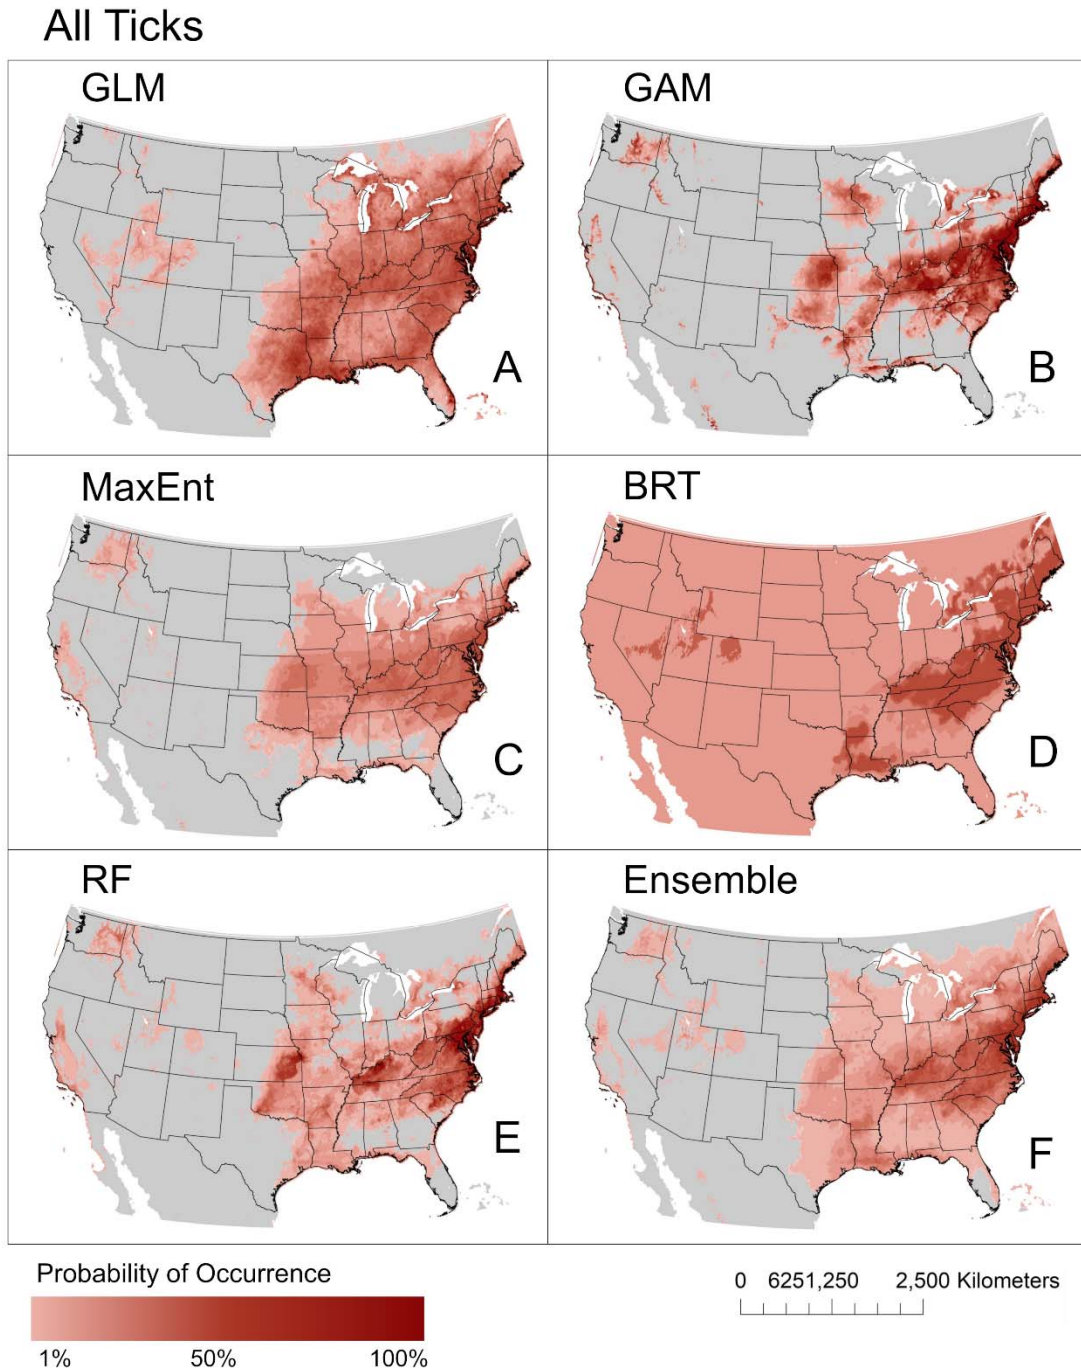 All Ticks
GLM
GAM
A
B
MaxEnt
BRT
C
D
RF
Ensemble
E
F
Probability of Occurrence
1% 50% 100%
0 6251,250 2,500 Kilometers